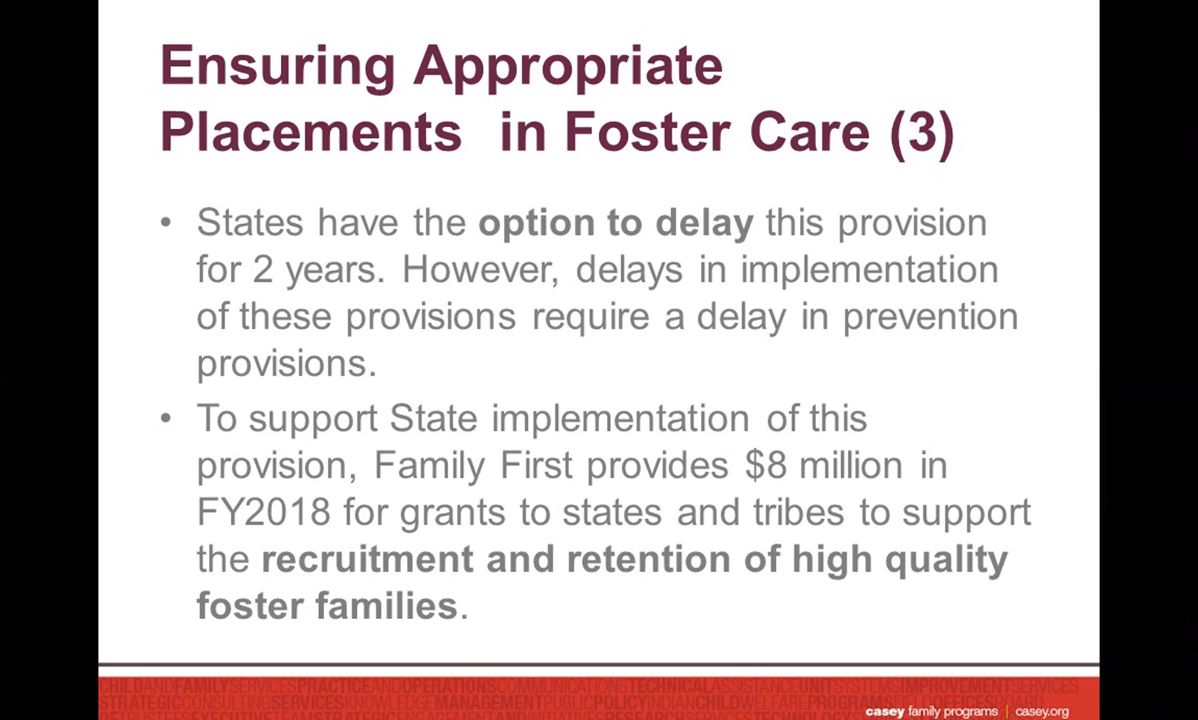 Ensuring Appropriate
Placements in Foster Care (3)
• States have the option to delay this provision
for 2 years. However, delays in implementation
of these provisions require a delay in prevention
provisions.
• To support State implementation of this
provision, Family First provides $8 million in
FY2018 for grants to states and tribes to support
the recruitment and retention of high quality
foster families.
CHILDANDFAMILYSERVICESPRACTICEANDOPERATIONSCOMMUNICATIONSTECHNICALASSISTANCEUNITSYSTEMSIMPROVEMENTSERVICES
STRATEGICCONSULTINGSERVICESKNOWLEDGEMANAGEMENTPUBLICPOLICYINDIANCHILDWELFAREPROGRAMS
casey family programs | casey.org